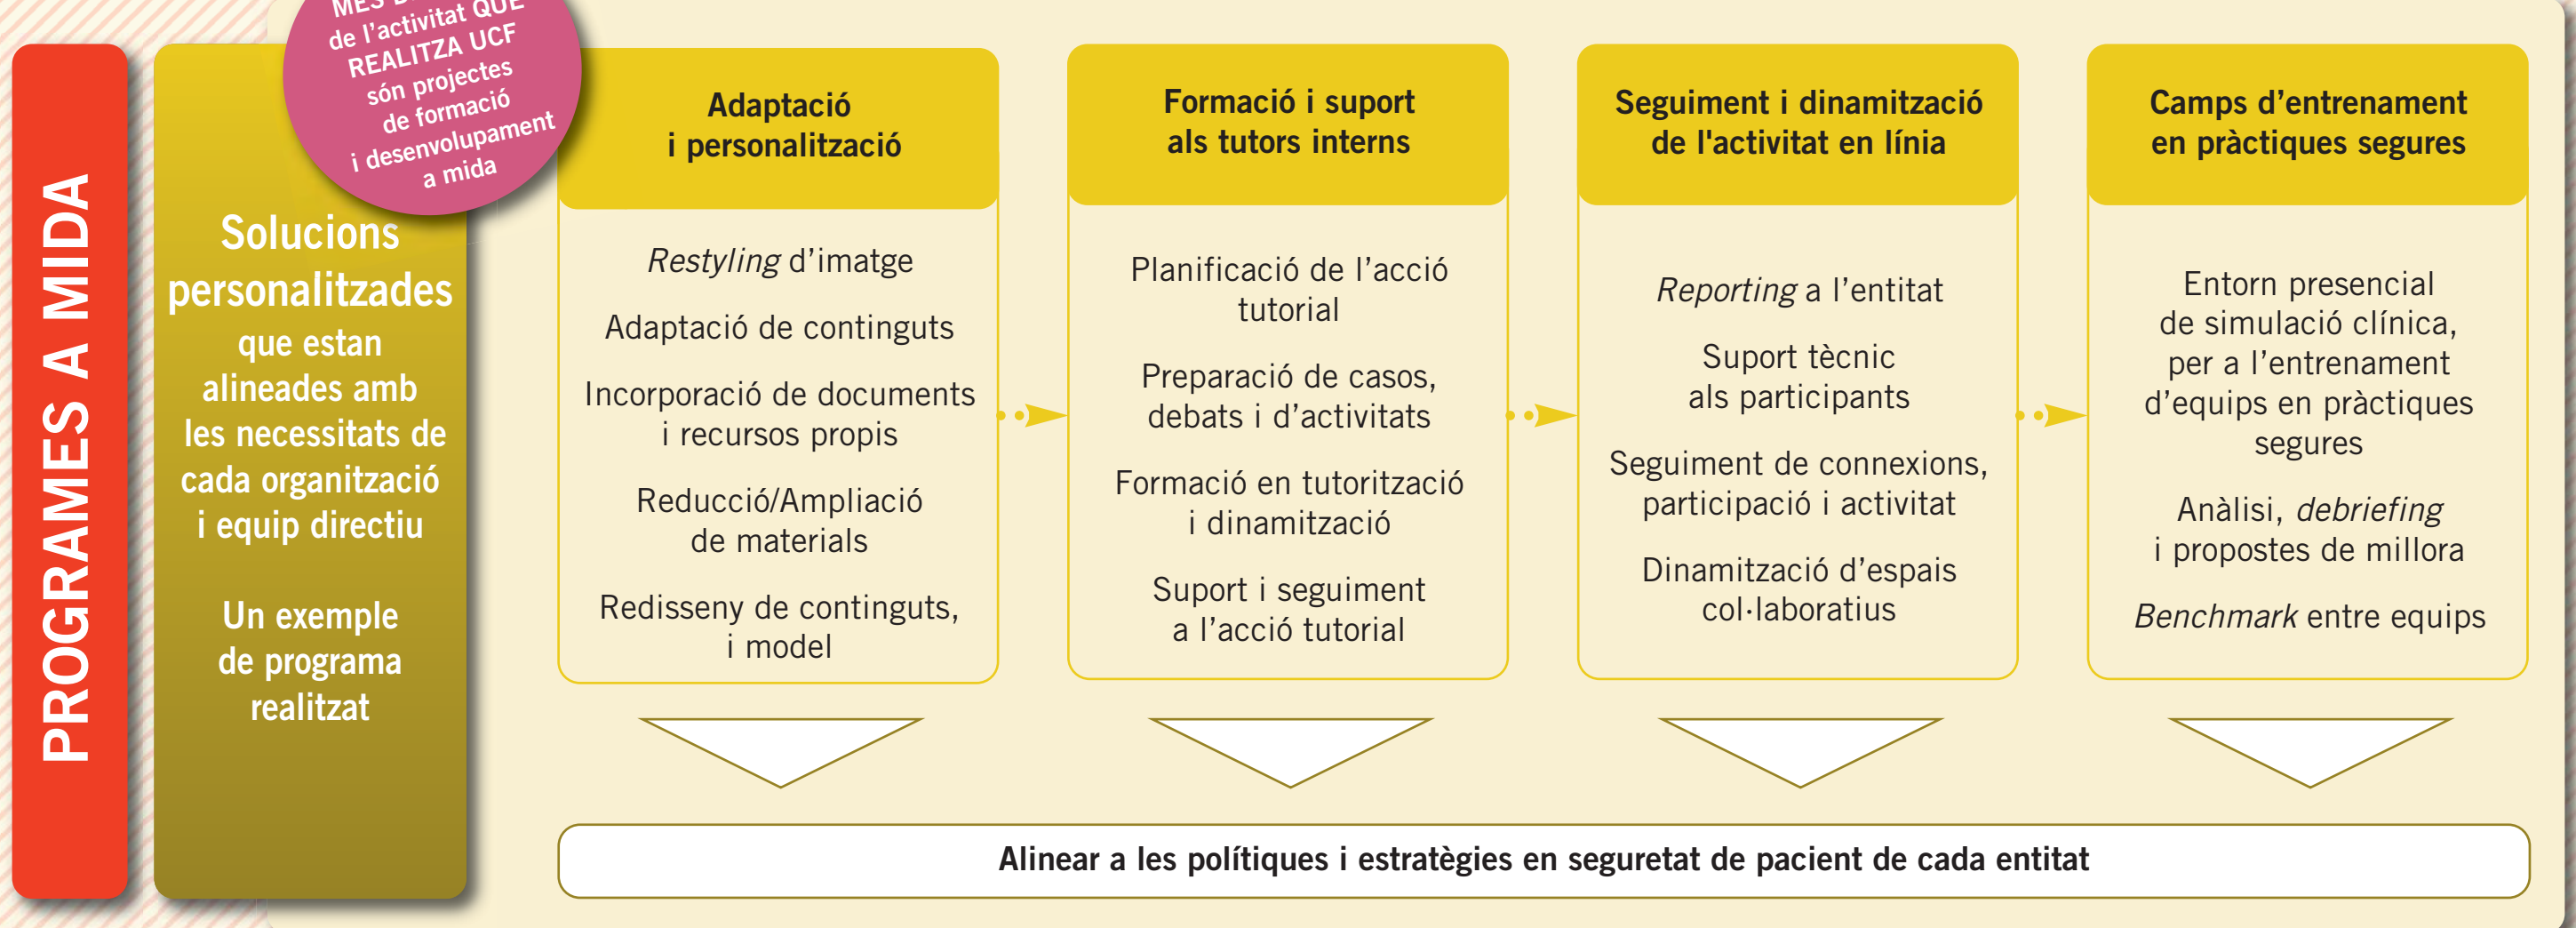 PROGRAMES A MIDA
de l’activitat QUE
REALITZA UCF
són projectes
de formació
i desenvolupament
a mida
Solucions
personalitzades
que estan
alineades amb
les necessitats de
cada organització
i equip directiu
Un exemple
de programa
realitzat
Adaptació
i personalització
Restyling d’imatge
Adaptació de continguts
Incorporació de documents
i recursos propis
Reducció/Ampliació
de materials
Redisseny de continguts,
i model
Formació i suport
als tutors interns
Planificació de l’acció
tutorial
Preparació de casos,
debats i d’activitats
Formació en tutorització
i dinamització
Suport i seguiment
a l’acció tutorial
Seguiment i dinamització
de l'activitat en línia
Reporting a l’entitat
Suport tècnic
als participants
Seguiment de connexions,
participació i activitat
Dinamització d’espais
col·laboratius
Camps d’entrenament
en pràctiques segures
Entorn presencial
de simulació clínica,
per a l’entrenament
d’equips en pràctiques
segures
Anàlisi, debriefing
i propostes de millora
Benchmark entre equips
Alinear a les polítiques i estratègies en seguretat de pacient de cada entitat